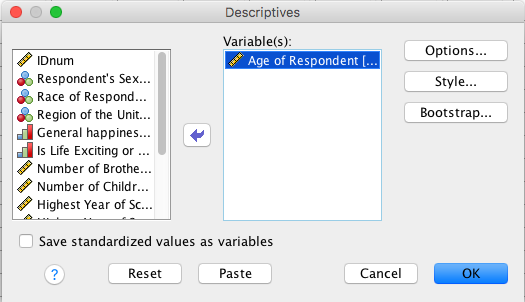 Descriptives
Variable(s):
IDnum
Respondent's Sex...
Race of Respond...
Region of the Unit...
General happines...
Is Life Exciting or ...
Number of Brothe...
Number of Childr...
Highest Year of Sc...
Age of Respondent [...
Options...
Style...
Bootstrap...
Save standardized values as variables
?
Reset
Paste
Cancel
OK